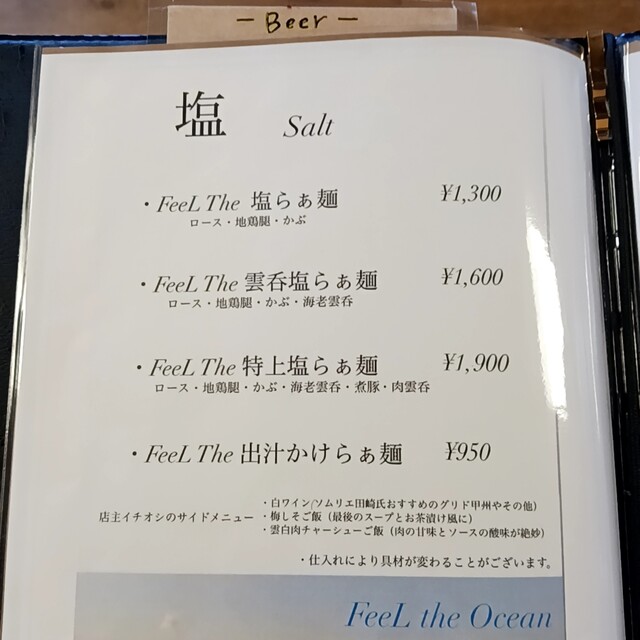 - Beer -
塩 Salt
・FeeL The 塩らぁ麺 ¥1,300
ロース・地鶏腿・かぶ
・FeeL The 雲呑塩らぁ麺 ¥1,600
ロース・地鶏腿・かぶ・海老雲呑
・FeeL The 特上塩らぁ麺 ¥1,900
ロース・地鶏腿・かぶ・海老雲呑・煮豚・肉雲呑
・FeeL The 出汁かけらぁ麺 ¥950
・白ワイン/ソムリエ田崎氏おすすめのグリド甲州やその他)
店主イチオシのサイドメニュー ・梅しそご飯（最後のスープとお茶漬け風に）
・雲白肉チャーシューご飯（肉の甘味とソースの酸味が絶妙）
・仕入れにより具材が変わることがございます。
FeeL the Ocean